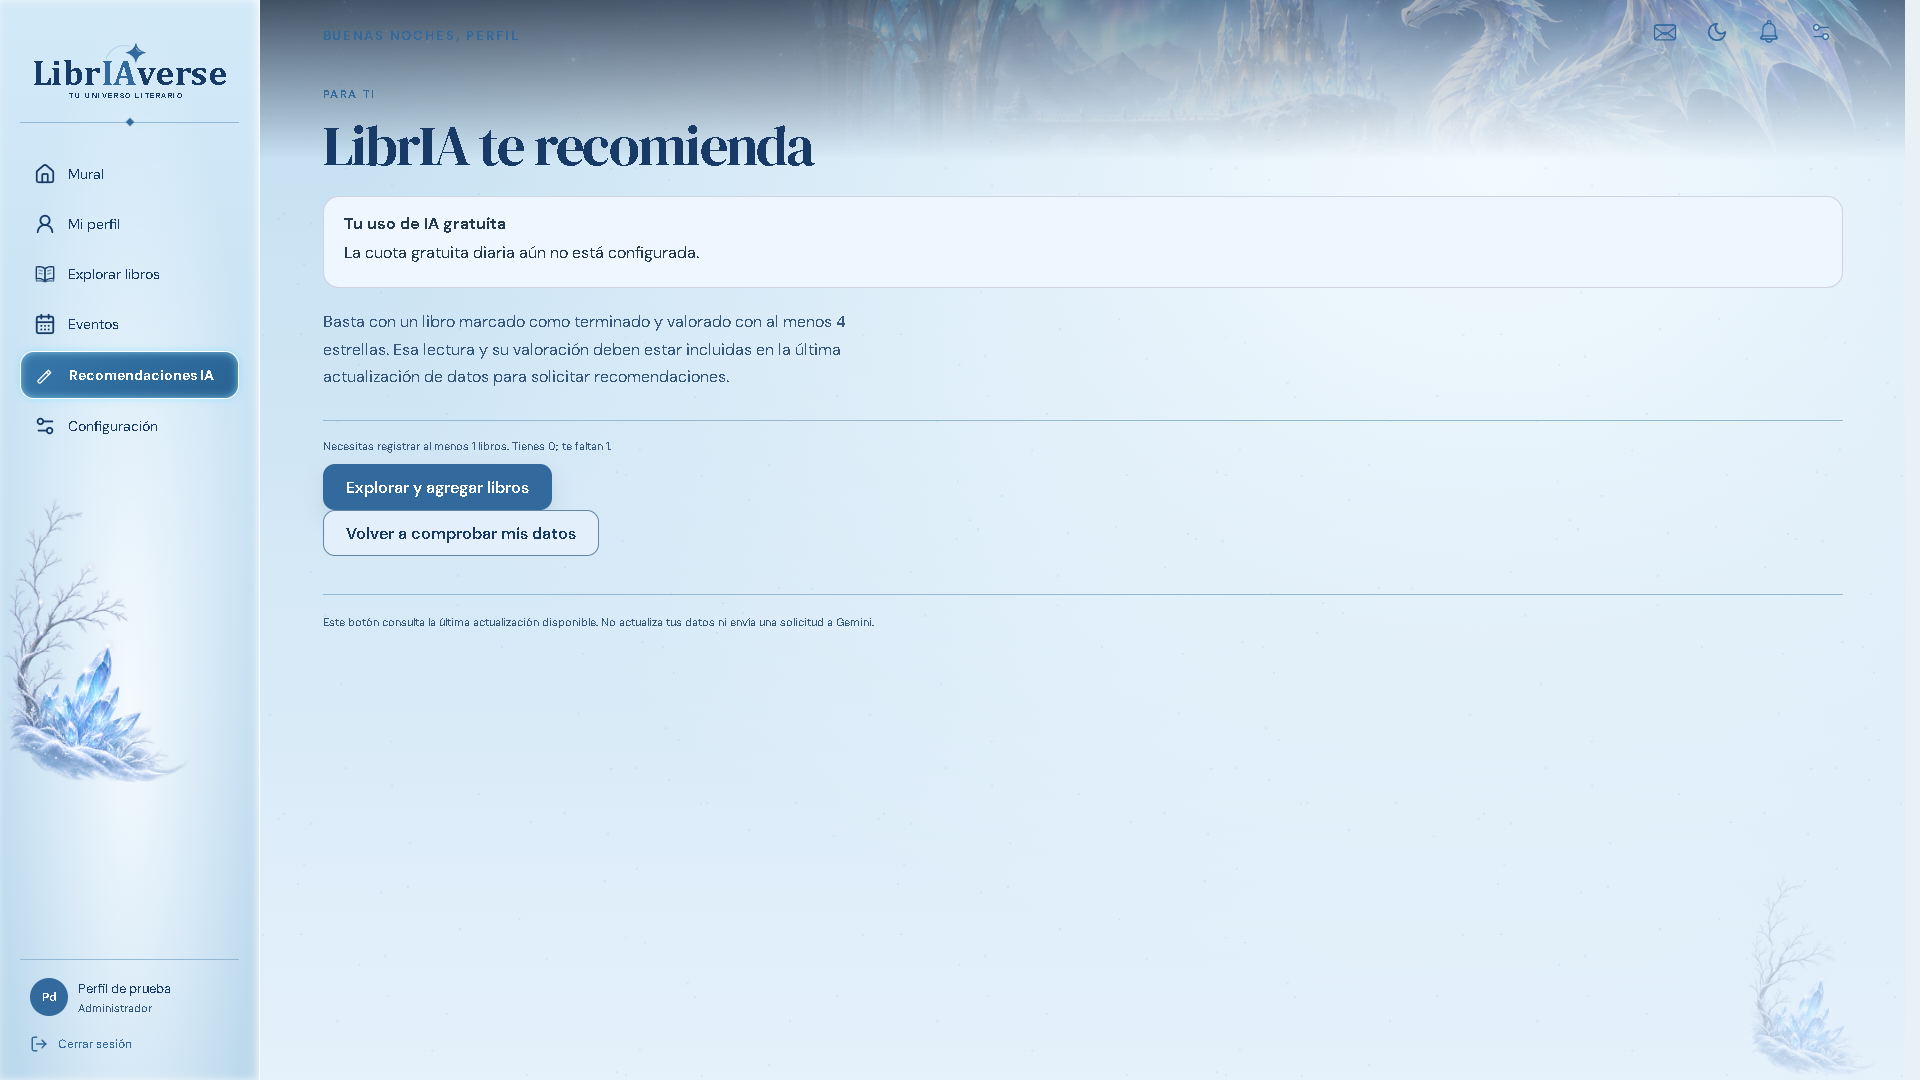 LibrIAverse
TU UNIVERSO LITERARIO
Mural
Mi perfil
Explorar libros
Eventos
Recomendaciones IA
Configuración
Pd
Perfil de prueba
Administrador
Cerrar sesión
BUENAS NOCHES, PERFIL
PARA TI
LibrIA te recomienda
Tu uso de IA gratuita
La cuota gratuita diaria aún no está configurada.
Basta con un libro marcado como terminado y valorado con al menos 4
estrellas. Esa lectura y su valoración deben estar incluidas en la última
actualización de datos para solicitar recomendaciones.
Necesitas registrar al menos 1 libros. Tienes 0; te faltan 1.
Explorar y agregar libros
Volver a comprobar mis datos
Este botón consulta la última actualización disponible. No actualiza tus datos ni envía una solicitud a Gemini.